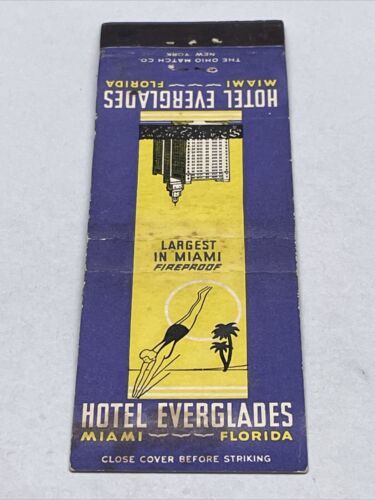 THE OHIO MATCH CO.
NEW YORK
MIAMI FLORIDA
HOTEL EVERGLADES
LARGEST
IN MIAMI
FIREPROOF
HOTEL EVERGLADES
MIAMI FLORIDA
CLOSE COVER BEFORE STRIKING